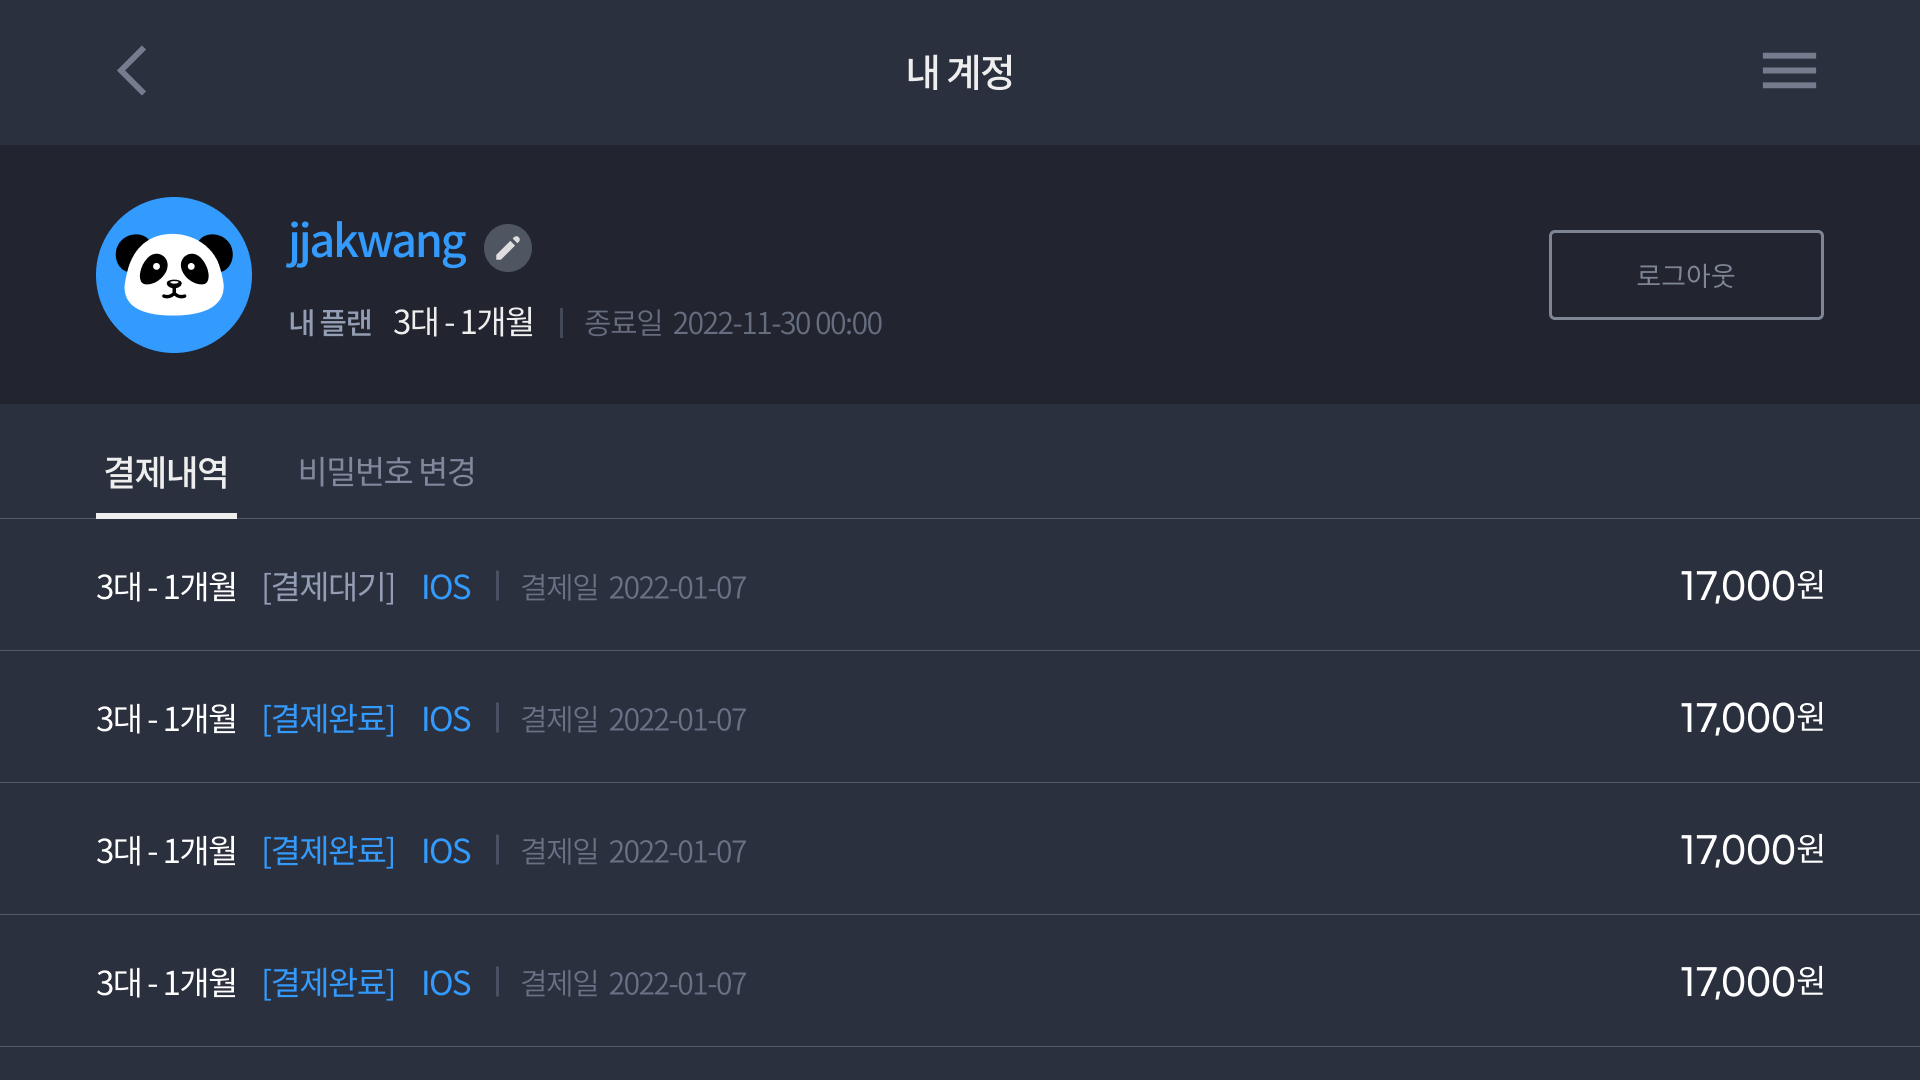 내 계정
jjakwang
내 플랜 3대 - 1개월 종료일 2022-11-30 00:00
로그아웃
결제내역 비밀번호 변경
3대 - 1개월 [결제대기] IOS 결제일 2022-01-07 17,000원
3대 - 1개월 [결제완료] IOS 결제일 2022-01-07 17,000원
3대 - 1개월 [결제완료] IOS 결제일 2022-01-07 17,000원
3대 - 1개월 [결제완료] IOS 결제일 2022-01-07 17,000원